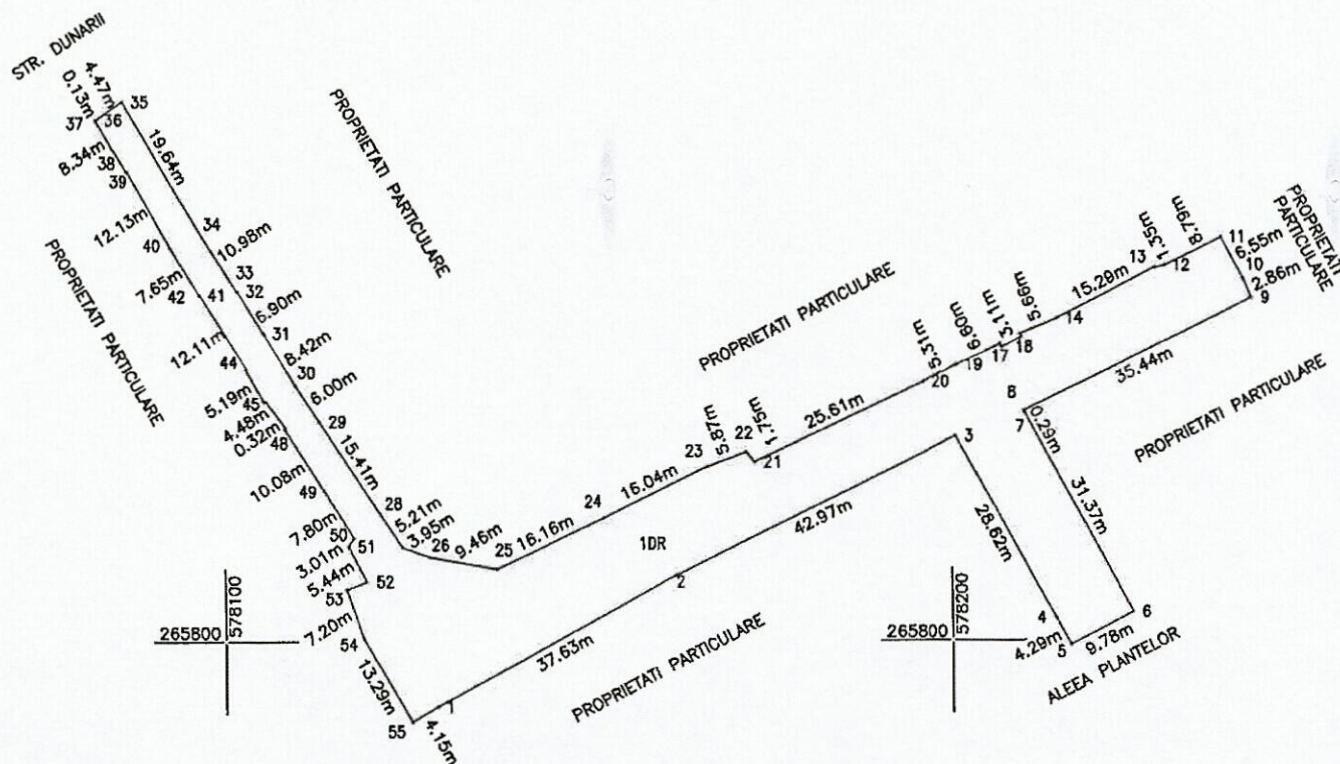 STR. DUNARII
4.47m
0.13m
35
37
36
19.64m
8.34m
38
39
PROPRIETATI PARTICULARE
12.13m
34
40
10.98m
7.65m
33
42
41
32
6.90m
PROPRIETATI PARTICULARE
31
12.11m
8.42m
44
30
5.19m
6.00m
45
4.48m
29
0.32m
48
15.41m
10.08m
49
28
7.80m
5.21m
50
3.95m
51
26
3.01m
9.46m
5.44m
52
25
53
7.20m
54
13.29m
55
4.15m
1
265800
578100
16.16m
24
16.04m
23
5.87m
22
1.75m
21
1DR
PROPRIETATI PARTICULARE
25.61m
5.31m
20
6.60m
19
3.11m
17
18
5.66m
14
15.29m
13
1.35m
12
8.79m
11
6.55m
10
2.86m
9
PROPRIETATI
PARTICULARE
35.44m
8
7
0.29m
PROPRIETATI PARTICULARE
3
42.97m
2
37.63m
PROPRIETATI PARTICULARE
28.62m
31.37m
265800
578200
4
4.29m
5
9.78m
6
ALEEA PLANTELOR